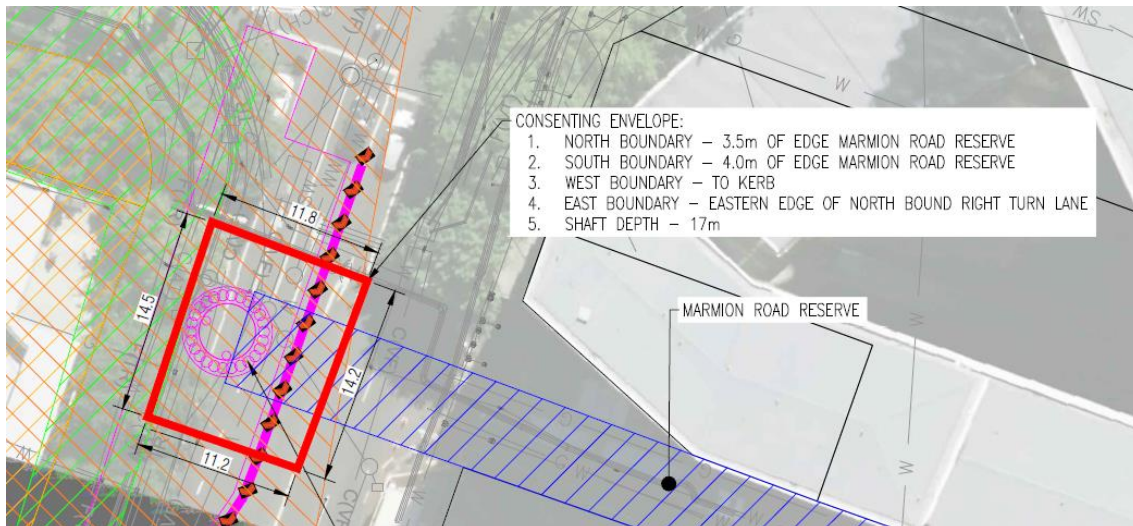 CONSENTING ENVELOPE:
1. NORTH BOUNDARY – 3.5m OF EDGE MARMION ROAD RESERVE
2. SOUTH BOUNDARY – 4.0m OF EDGE MARMION ROAD RESERVE
3. WEST BOUNDARY – TO KERB
4. EAST BOUNDARY – EASTERN EDGE OF NORTH BOUND RIGHT TURN LANE
5. SHAFT DEPTH – 17m
11.8
14.5
MARMION ROAD RESERVE
14.2
11.2
SW
G
W
W
W
W
W